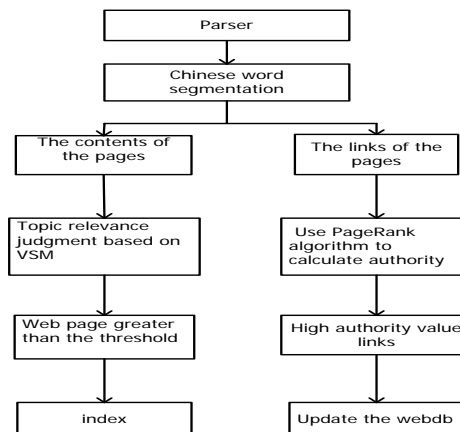 Parser
Chinese word
segmentation
The contents of
the pages
The links of the
pages
Topic relevance
judgment based on
VSM
Use PageRank
algorithm to
calculate authority
Web page greater
than the threshold
High authority value
links
index
Update the webdb